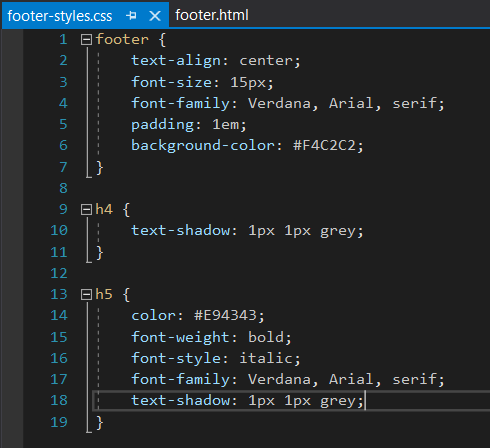 footer-styles.css footer.html
1 footer {
2 text-align: center;
3 font-size: 15px;
4 font-family: Verdana, Arial, serif;
5 padding: 1em;
6 background-color: #F4C2C2;
7 }
8
9 h4 {
10 text-shadow: 1px 1px grey;
11 }
12
13 h5 {
14 color: #E94343;
15 font-weight: bold;
16 font-style: italic;
17 font-family: Verdana, Arial, serif;
18 text-shadow: 1px 1px grey;
19 }